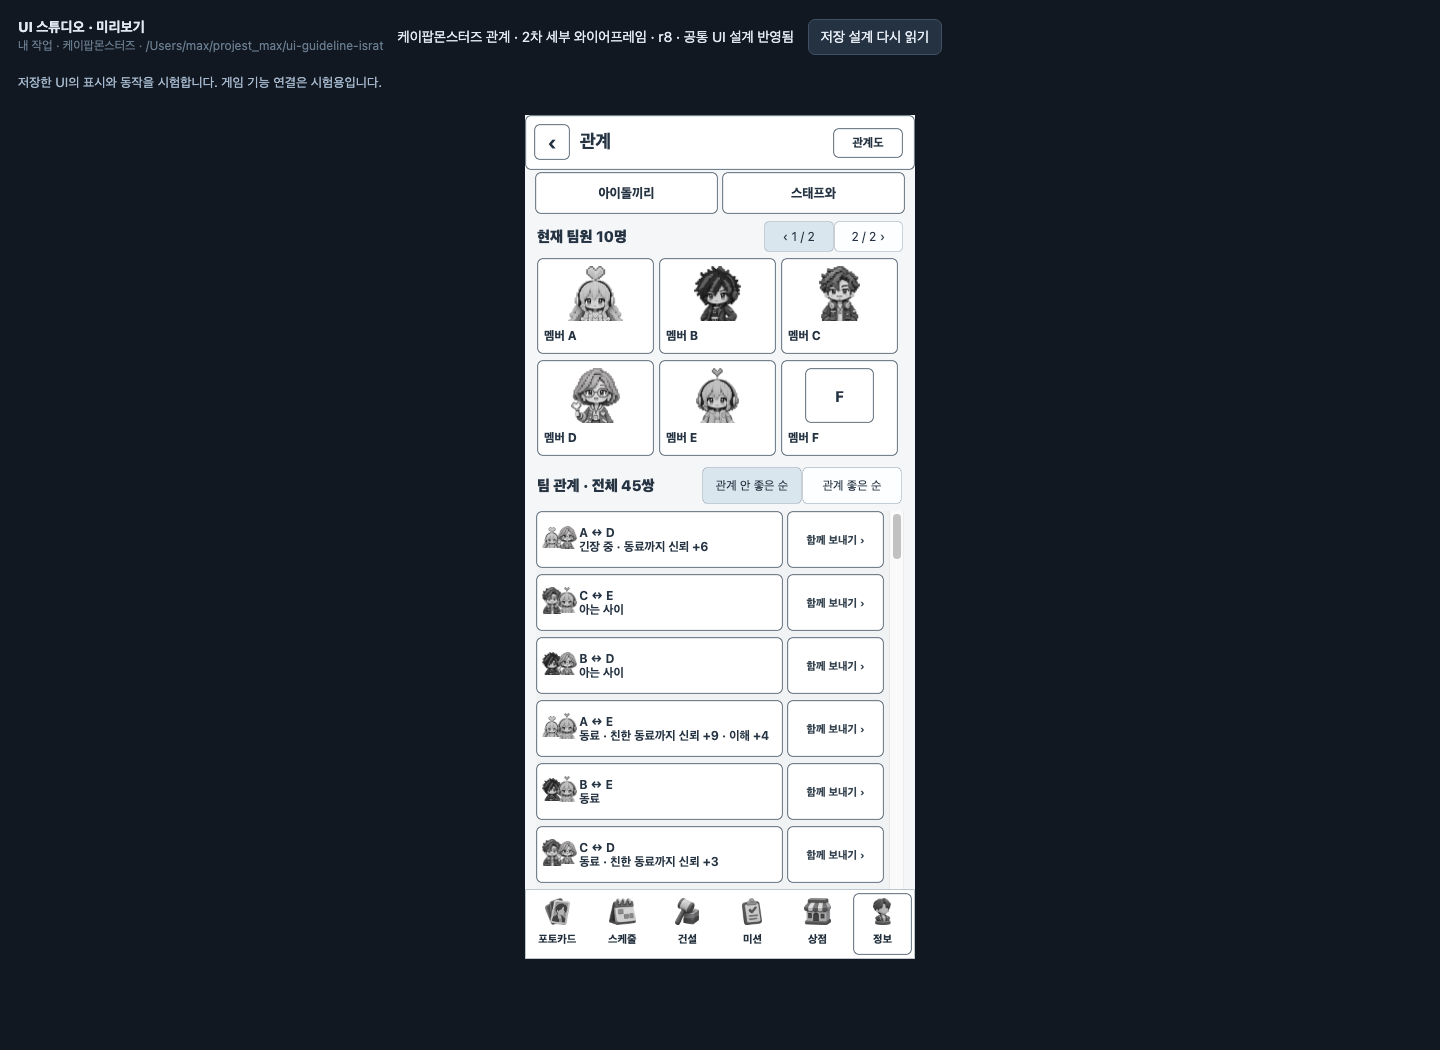 UI 스튜디오 · 미리보기
내 작업 · 케이팝몬스터즈 · /Users/max/projest_max/ui-guideline-israt
케이팝몬스터즈 관계 · 2차 세부 와이어프레임 · r8 · 공통 UI 설계 반영됨
저장 설계 다시 읽기
저장한 UI의 표시와 동작을 시험합니다. 게임 기능 연결은 시험용입니다.
‹
관계
관계도
아이돌끼리
스태프와
현재 팀원 10명
‹ 1 / 2
2 / 2 ›
멤버 A
멤버 B
멤버 C
F
멤버 D
멤버 E
멤버 F
팀 관계 · 전체 45쌍
관계 안 좋은 순
관계 좋은 순
A ↔ D
긴장 중 · 동료까지 신뢰 +6
함께 보내기 ›
C ↔ E
아는 사이
함께 보내기 ›
B ↔ D
아는 사이
함께 보내기 ›
A ↔ E
동료 · 친한 동료까지 신뢰 +9 · 이해 +4
함께 보내기 ›
B ↔ E
동료
함께 보내기 ›
C ↔ D
동료 · 친한 동료까지 신뢰 +3
함께 보내기 ›
포토카드
스케줄
건설
미션
상점
정보